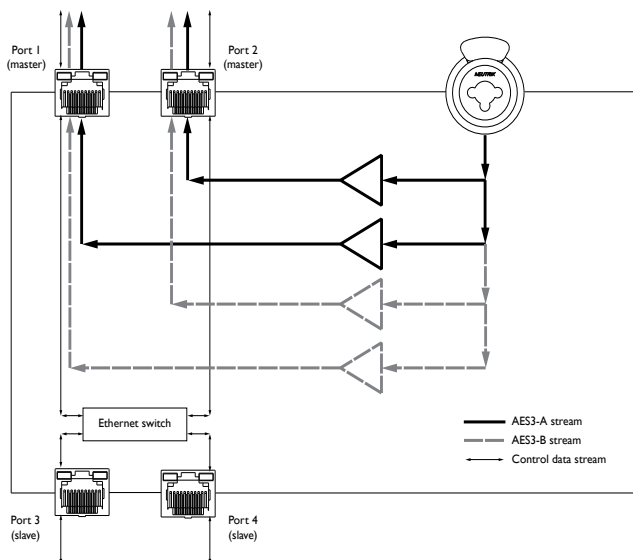 Port 1
(master)
Port 2
(master)
NEUTRIK
Ethernet switch
AES3-A stream
AES3-B stream
Control data stream
Port 3
(slave)
Port 4
(slave)